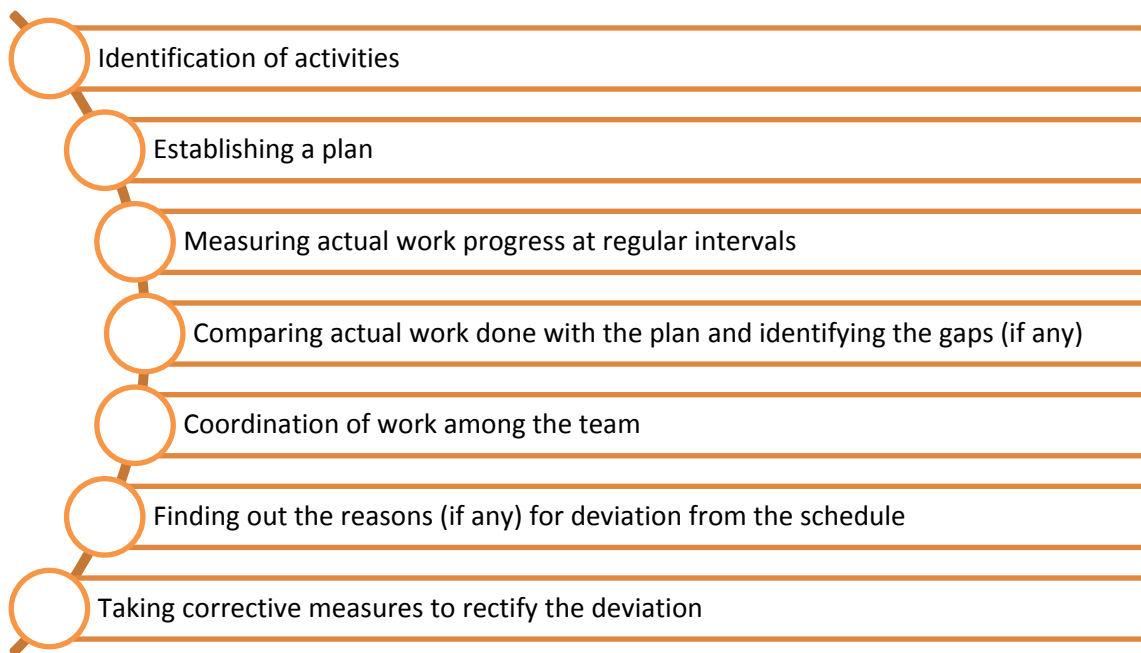 Identification of activities
Establishing a plan
Measuring actual work progress at regular intervals
Comparing actual work done with the plan and identifying the gaps (if any)
Coordination of work among the team
Finding out the reasons (if any) for deviation from the schedule
Taking corrective measures to rectify the deviation